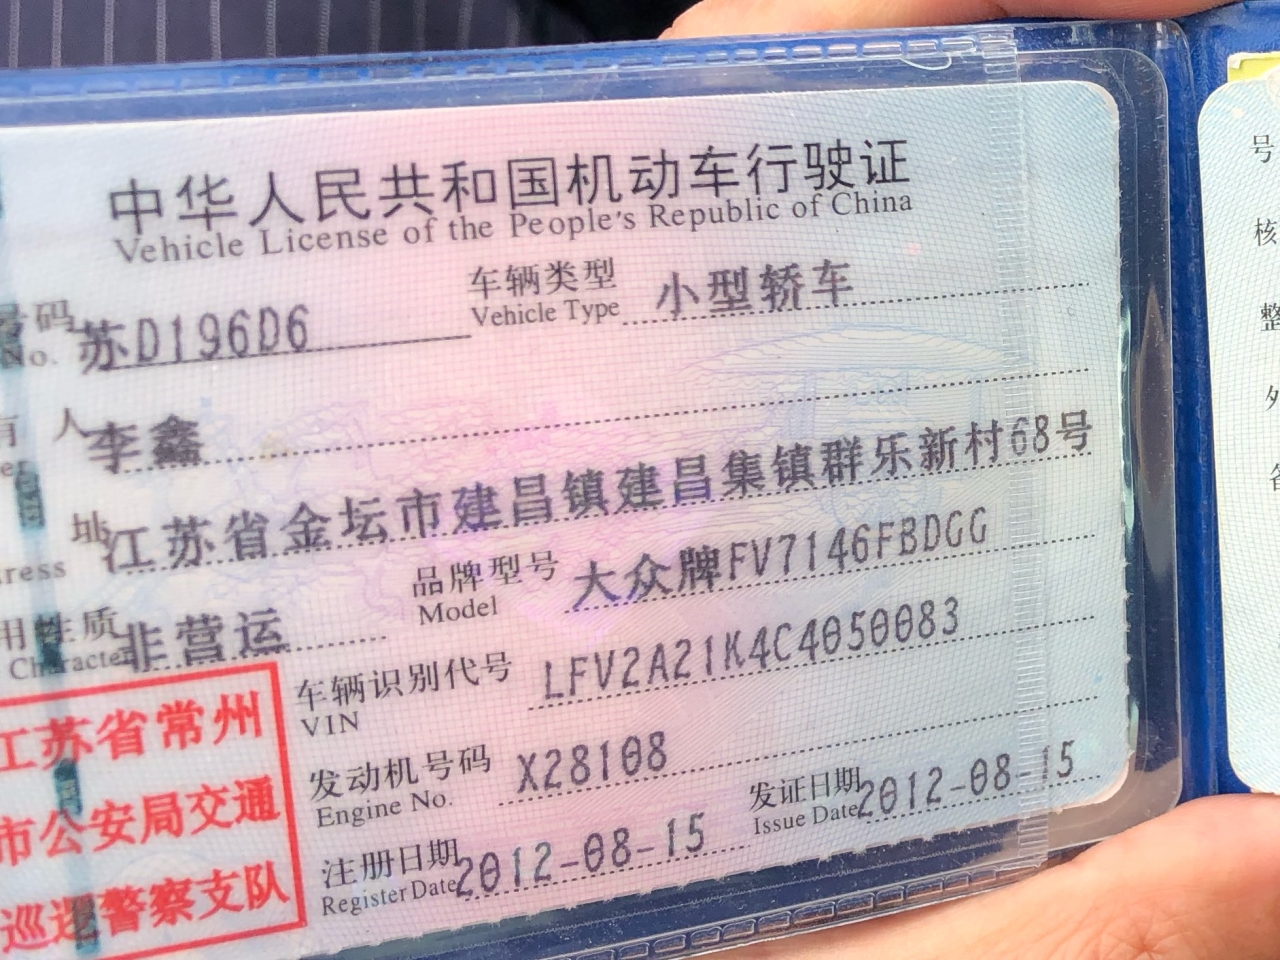 中华人民共和国机动车行驶证
Vehicle License of the People's Republic of China
号码 苏D196D6 车辆类型 小型轿车
No. Vehicle Type
有 人 李鑫
址 江苏省金坛市建昌镇建昌集镇群乐新村68号
ress
用性质 非营运 品牌型号 大众牌FV7146FBDGG
Character Model
车辆识别代号 LFV2A21K4C4050083
VIN
发动机号码 X28108
Engine No.
注册日期 2012-08-15 发证日期 2012-08-15
Register Date Issue Date
江苏省常州
市公安局交通
巡逻警察支队
号
核
整